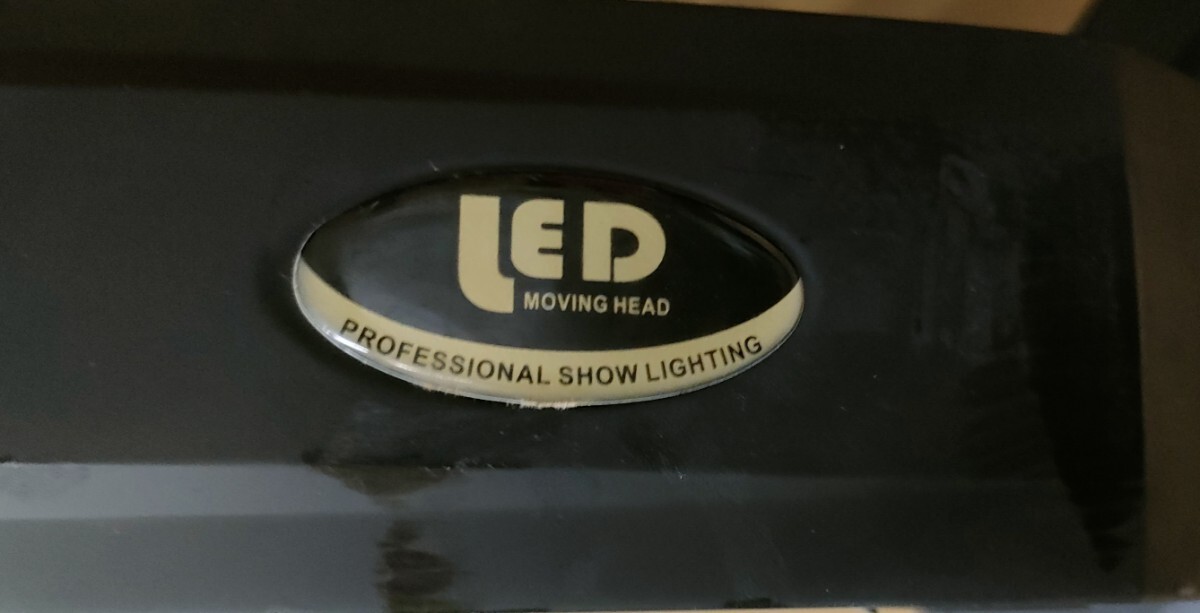 LED
MOVING HEAD
PROFESSIONAL SHOW LIGHTING